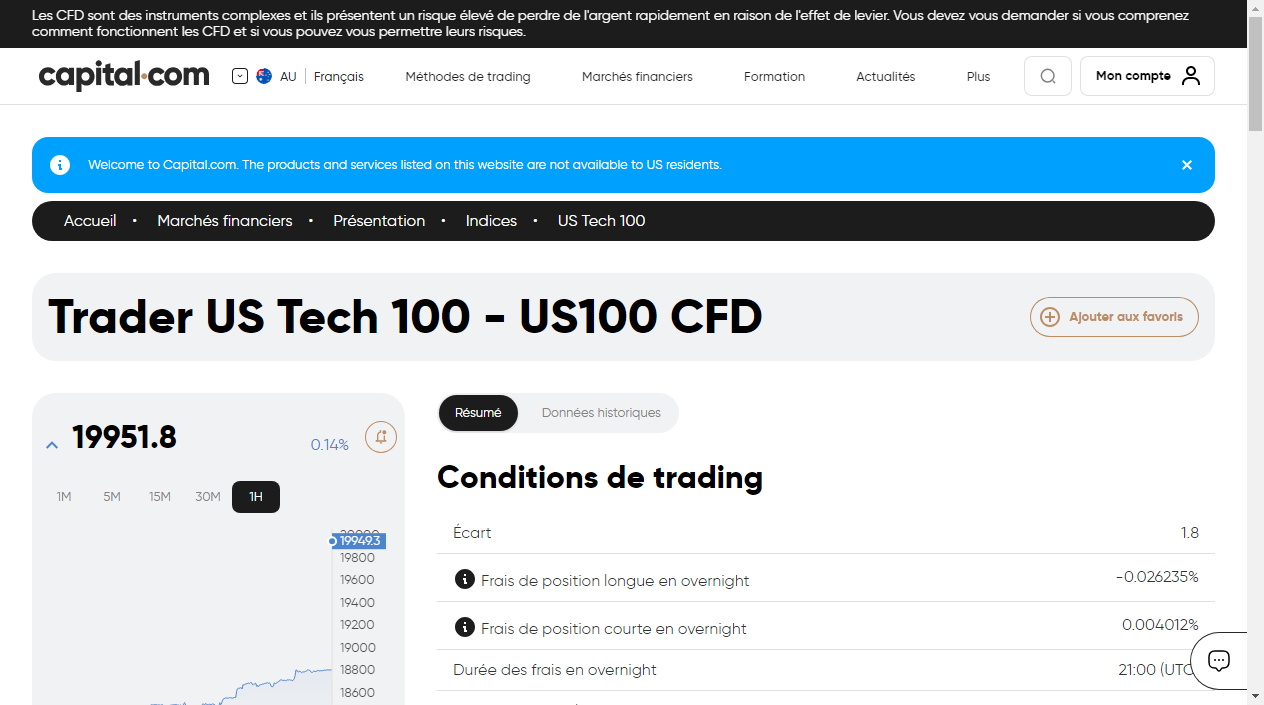 Les CFD sont des instruments complexes et ils présentent un risque élevé de perdre de l'argent rapidement en raison de l'effet de levier. Vous devez vous demander si vous comprenez
comment fonctionnent les CFD et si vous pouvez vous permettre leurs risques.
capital.com
AU
Français
Méthodes de trading
Marchés financiers
Formation
Actualités
Plus
Mon compte
Welcome to Capital.com. The products and services listed on this website are not available to US residents.
Accueil • Marchés financiers • Présentation • Indices • US Tech 100
Trader US Tech 100 - US100 CFD
Ajouter aux favoris
19951.8
0.14%
1M
5M
15M
30M
1H
19949.3
19800
19600
19400
19200
19000
18800
18600
Résumé
Données historiques
Conditions de trading
Écart 1.8
Frais de position longue en overnight -0.026235%
Frais de position courte en overnight 0.004012%
Durée des frais en overnight 21:00 (UTC